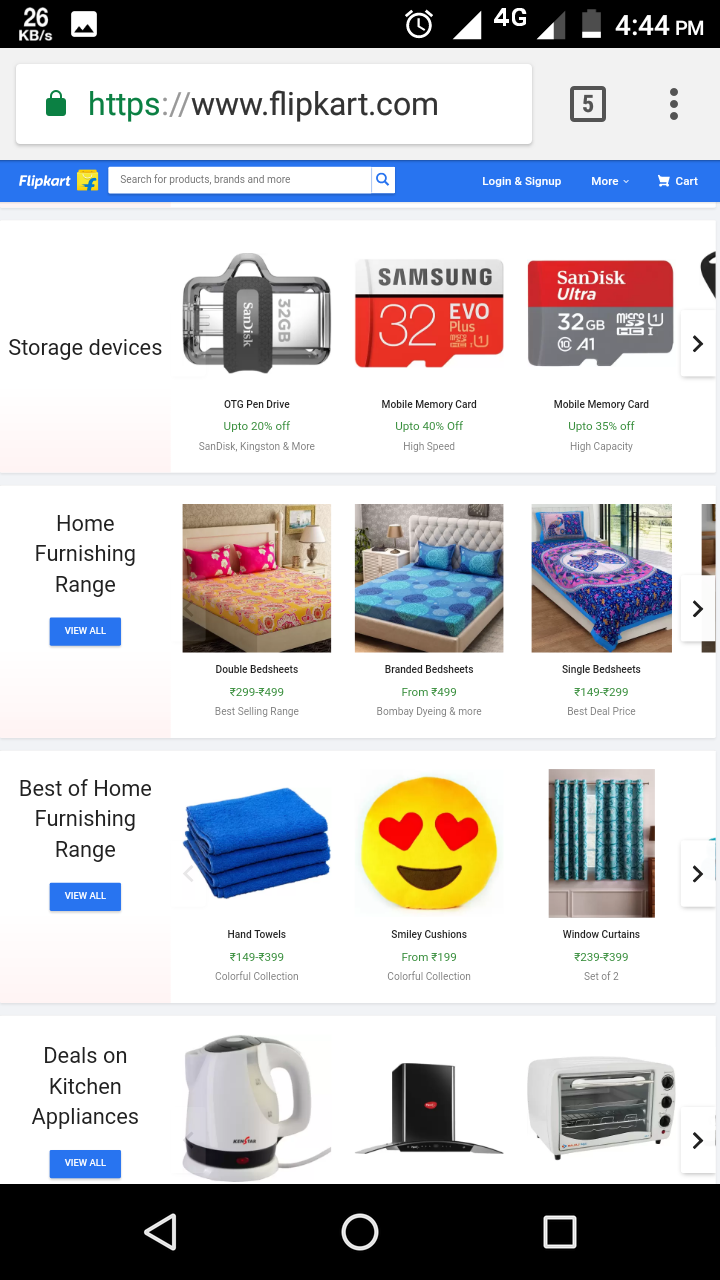 26
KB/s
4G
4:44 PM
https://www.flipkart.com
5
Flipkart
Search for products, brands and more
Login & Signup
More
Cart
Storage devices
SanDisk
32GB
SAMSUNG
32
EVO
Plus
SanDisk
Ultra
32GB
micro
SD
HC I
U1
10 A1
OTG Pen Drive
Upto 20% off
SanDisk, Kingston & More
Mobile Memory Card
Upto 40% Off
High Speed
Mobile Memory Card
Upto 35% off
High Capacity
Home
Furnishing
Range
VIEW ALL
Double Bedsheets
₹299-₹499
Best Selling Range
Branded Bedsheets
From ₹499
Bombay Dyeing & more
Single Bedsheets
₹149-₹299
Best Deal Price
Best of Home
Furnishing
Range
VIEW ALL
Hand Towels
₹149-₹399
Colorful Collection
Smiley Cushions
From ₹199
Colorful Collection
Window Curtains
₹239-₹399
Set of 2
Deals on
Kitchen
Appliances
VIEW ALL
KENSTAR